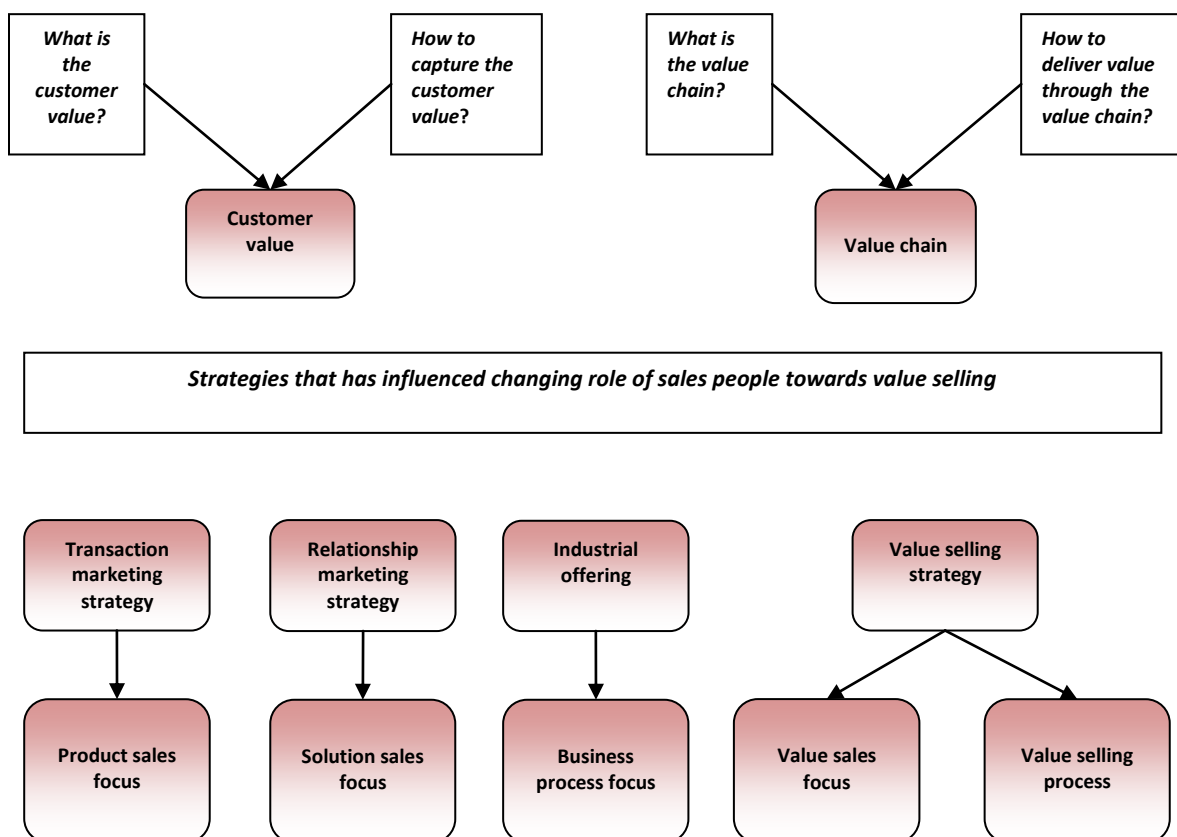 What is
the
customer
value?
How to
capture the
customer
value?
What is
the value
chain?
How to
deliver value
through the
value chain?
Customer
value
Value chain
Strategies that has influenced changing role of sales people towards value selling
Transaction
marketing
strategy
Relationship
marketing
strategy
Industrial
offering
Value selling
strategy
Product sales
focus
Solution sales
focus
Business
process focus
Value sales
focus
Value selling
process